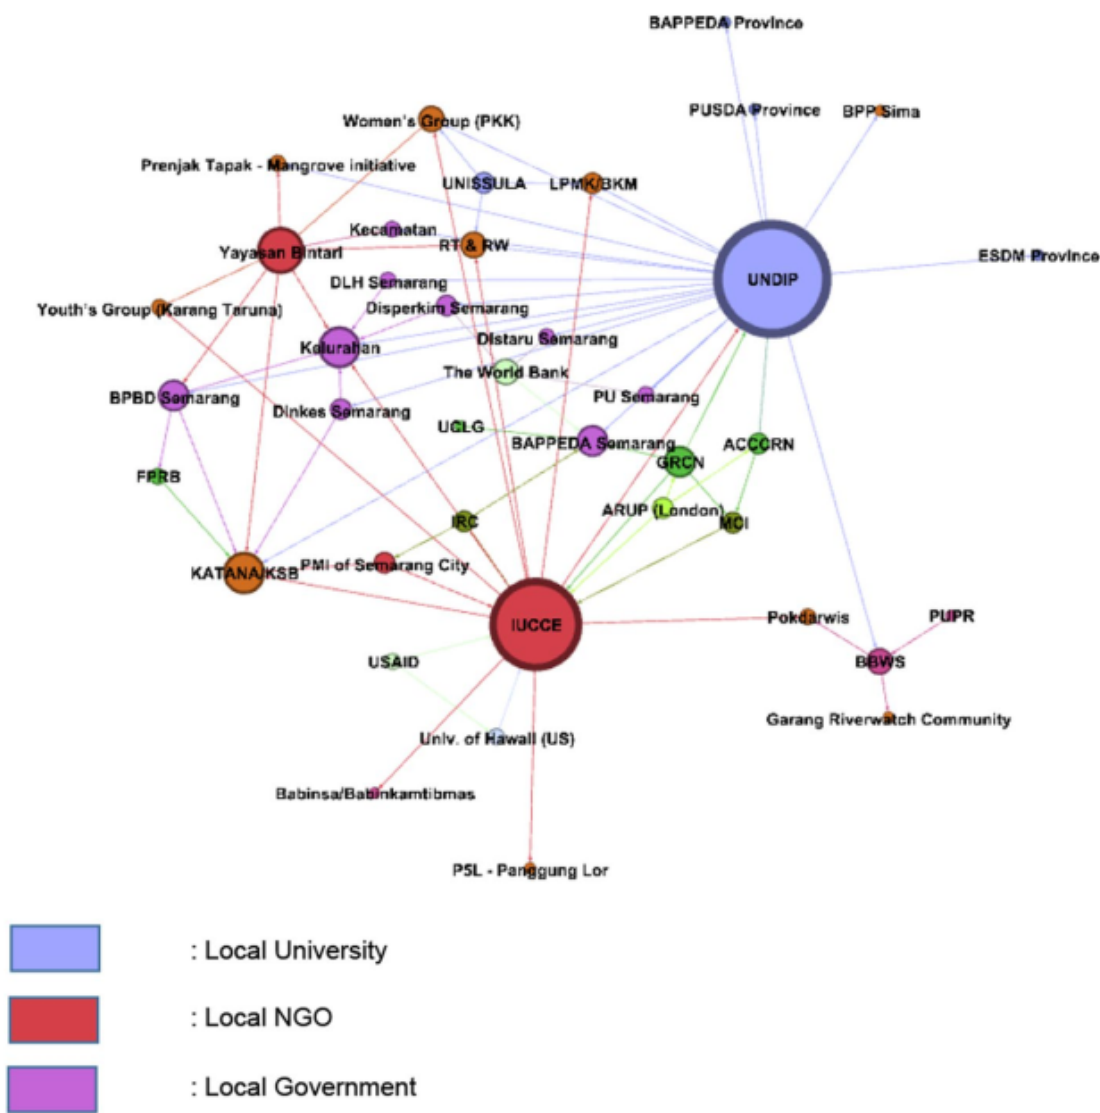 BAPPEDA Province
PUSDA Province
BPP Sima
Women's Group (PKK)
Prenjak Tapak - Mangrove initiative
UNISSULA
LPMK/BKM
Kecamatan
RT & RW
Yayasan Bintari
ESDM Province
DLH Semarang
UNDIP
Youth's Group (Karang Taruna)
Disperkim Semarang
Distaru Semarang
Kelurahan
The World Bank
BPBD Semarang
PU Semarang
Dinkes Semarang
UCLG
BAPPEDA Semarang
ACCCRN
GRCN
FPRB
ARUP (London)
IRC
MCI
PMI of Semarang City
KATANA/KSB
IUCCE
Pokdarwis
PUPR
USAID
BBWS
Garang Riverwatch Community
Univ. of Hawaii (US)
Babinsa/Babinkamtibmas
P5L - Panggung Lor
: Local University
: Local NGO
: Local Government